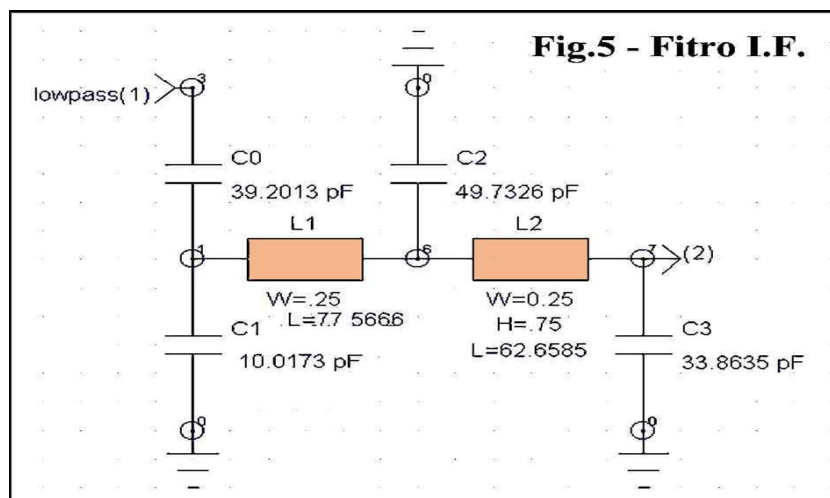 Fig.5 - Fitro I.F.
3
0
lowpass(1)
C0
39.2013 pF
C2
49.7326 pF
L1
L2
1
6
7
(2)
W=.25
L=77.5666
W=0.25
H=.75
L=62.6585
C1
10.0173 pF
C3
33.8635 pF
0
0